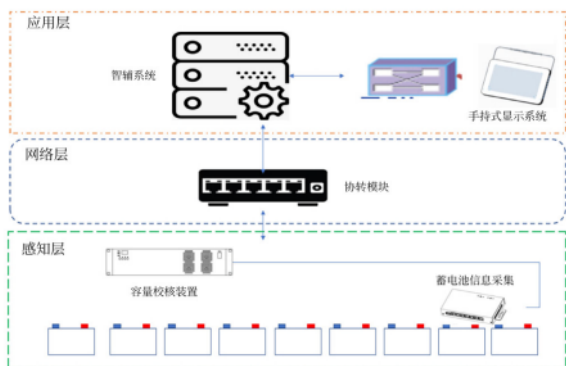 应用层
智辅系统
手持式显示系统
网络层
协转模块
感知层
容量校核装置
蓄电池信息采集